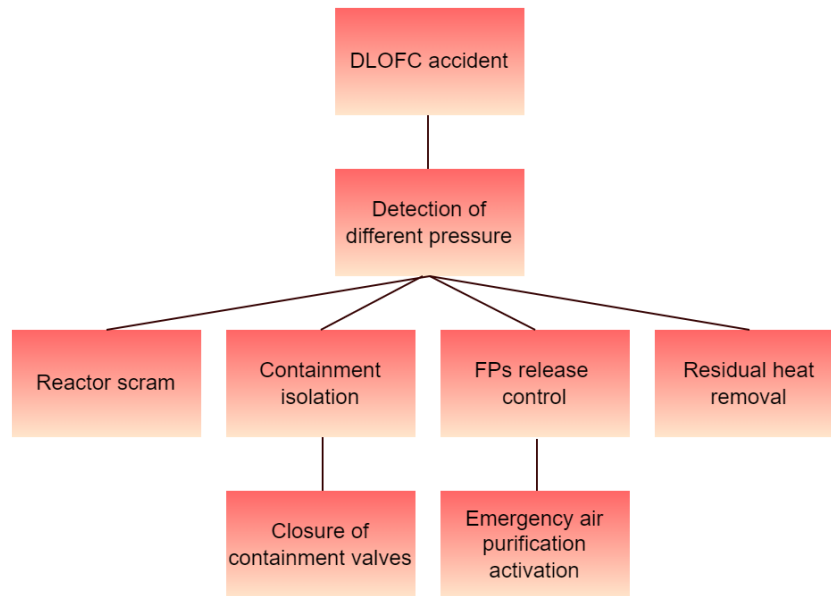 DLOFC accident
Detection of
different pressure
Reactor scram
Containment
isolation
FPs release
control
Residual heat
removal
Closure of
containment valves
Emergency air
purification
activation